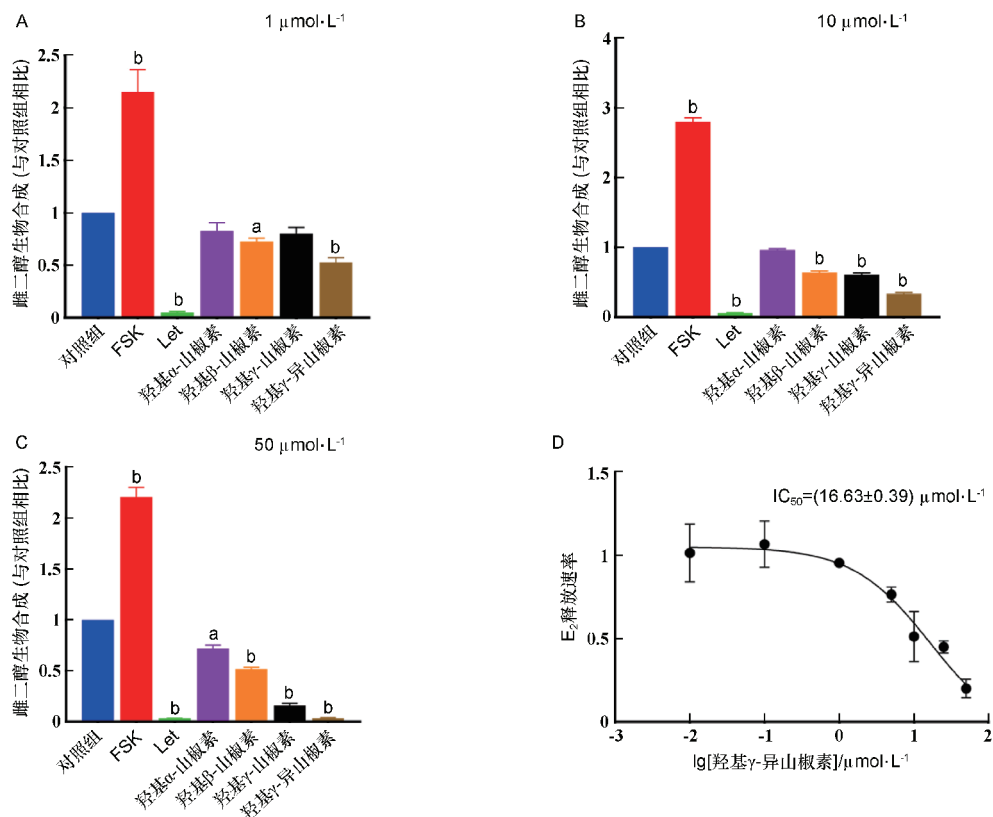 A
1 μmol·L-1
雌二醇生物合成 (与对照组相比)
2.5
2
1.5
1
0.5
0
b
b
a
b
对照组
FSK
Let
羟基α-山椒素
羟基β-山椒素
羟基γ-山椒素
羟基γ-异山椒素
B
10 μmol·L-1
雌二醇生物合成 (与对照组相比)
4
3
2
1
0
b
b
b
b
b
对照组
FSK
Let
羟基α-山椒素
羟基β-山椒素
羟基γ-山椒素
羟基γ-异山椒素
C
50 μmol·L-1
雌二醇生物合成 (与对照组相比)
2.5
2
1.5
1
0.5
0
b
b
a
b
b
b
对照组
FSK
Let
羟基α-山椒素
羟基β-山椒素
羟基γ-山椒素
羟基γ-异山椒素
D
IC50=(16.63±0.39) μmol·L-1
E2释放速率
1.5
1
0.5
0
-3
-2
-1
0
1
2
lg[羟基γ-异山椒素]/μmol·L-1